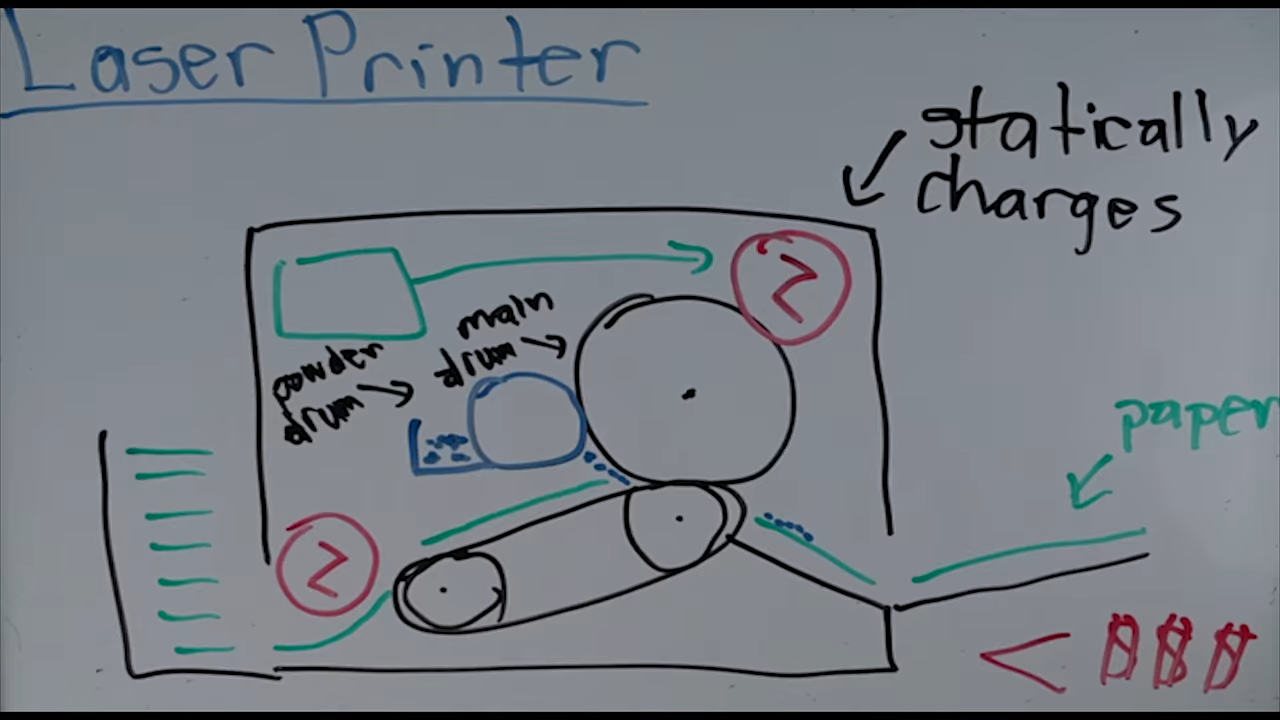 Laser Printer
statically
charges
main
drum
powder
drum
paper
< $$$